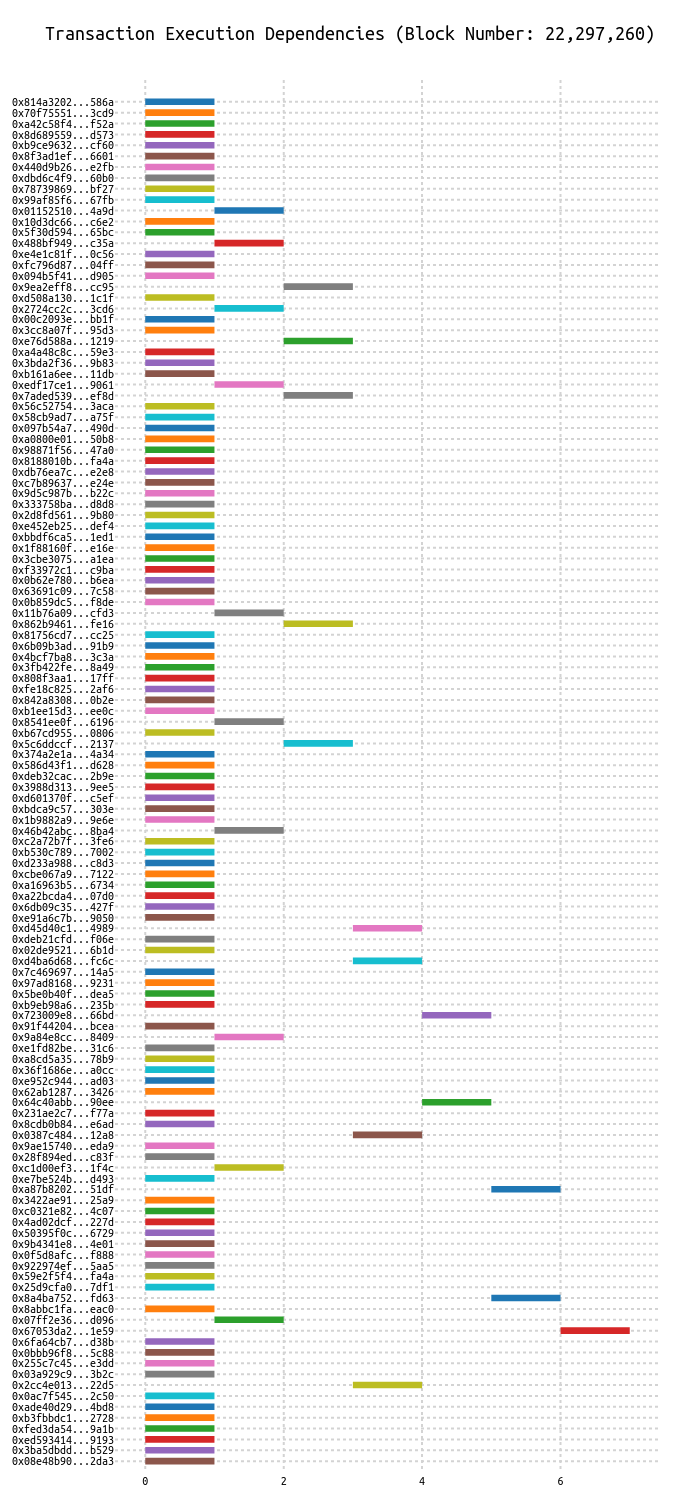 Transaction Execution Dependencies (Block Number: 22,297,260)
0x814a3202...586a
0x70f75551...3cd9
0xa42c58f4...f52a
0x8d689559...d573
0xb9ce9632...cf60
0x8f3ad1ef...6601
0x440d9b26...e2fb
0xdbd6c4f9...60b0
0x78739869...bf27
0x99af85f6...67fb
0x01152510...4a9d
0x10d3dc66...c6e2
0x5f30d594...65bc
0x488bf949...c35a
0xe4e1c81f...0c56
0xfc796d87...04ff
0x094b5f41...d905
0x9ea2eff8...cc95
0xd508a130...1c1f
0x2724cc2c...3cd6
0x00c2093e...bb1f
0x3cc8a07f...95d3
0xe76d588a...1219
0xa4a48c8c...59e3
0x3bda2f36...9b83
0xb161a6ee...11db
0xedf17ce1...9061
0x7aded539...ef8d
0x56c52754...3aca
0x58cb9ad7...a75f
0x097b54a7...490d
0xa0800e01...50b8
0x98871f56...47a0
0x8188010b...fa4a
0xdb76ea7c...e2e8
0xc7b89637...e24e
0x9d5c987b...b22c
0x333758ba...d8d8
0x2d8fd561...9b80
0xe452eb25...def4
0xbbdf6ca5...1ed1
0x1f88160f...e16e
0x3cbe3075...a1ea
0xf33972c1...c9ba
0x0b62e780...b6ea
0x63691c09...7c58
0x0b859dc5...f8de
0x11b76a09...cfd3
0x862b9461...fe16
0x81756cd7...cc25
0x6b09b3ad...91b9
0x4bcf7ba8...3c3a
0x3fb422fe...8a49
0x808f3aa1...17ff
0xfe18c825...2af6
0x842a8308...0b2e
0xb1ee15d3...ee0c
0x8541ee0f...6196
0xb67cd955...0806
0x5c6ddccf...2137
0x374a2e1a...4a34
0x586d43f1...d628
0xdeb32cac...2b9e
0x3988d313...9ee5
0xd601370f...c5ef
0xbdca9c57...303e
0x1b9882a9...9e6e
0x46b42abc...8ba4
0xc2a72b7f...3fe6
0xb530c789...7002
0xd233a988...c8d3
0xcbe067a9...7122
0xa16963b5...6734
0xa22bcda4...07d0
0x6db09c35...427f
0xe91a6c7b...9050
0xd45d40c1...4989
0xdeb21cfd...f06e
0x02de9521...6b1d
0xd4ba6d68...fc6c
0x7c469697...14a5
0x97ad8168...9231
0x5be0b40f...dea5
0xb9eb98a6...235b
0x723009e8...66bd
0x91f44204...bcea
0x9a84e8cc...8409
0xe1fd82be...31c6
0xa8cd5a35...78b9
0x36f1686e...a0cc
0xe952c944...ad03
0x62ab1287...3426
0x64c40abb...90ee
0x231ae2c7...f77a
0x8cdb0b84...e6ad
0x0387c484...12a8
0x9ae15740...eda9
0x28f894ed...c83f
0xc1d00ef3...1f4c
0xe7be524b...d493
0xa87b8202...51df
0x3422ae91...25a9
0xc0321e82...4c07
0x4ad02dcf...227d
0x50395f0c...6729
0x9b4341e8...4e01
0x0f5d8afc...f888
0x922974ef...5aa5
0x59e2f5f4...fa4a
0x25d9cfa0...7df1
0x8a4ba752...fd63
0x8abbc1fa...eac0
0x07ff2e36...d096
0x67053da2...1e59
0x6fa64cb7...d38b
0x0bbb96f8...5c88
0x255c7c45...e3dd
0x03a929c9...3b2c
0x2cc4e013...22d5
0x0ac7f545...2c50
0xade40d29...4bd8
0xb3fbbdc1...2728
0xfed3da54...9a1b
0xed593414...9193
0x3ba5dbdd...b529
0x08e48b90...2da3
0 2 4 6